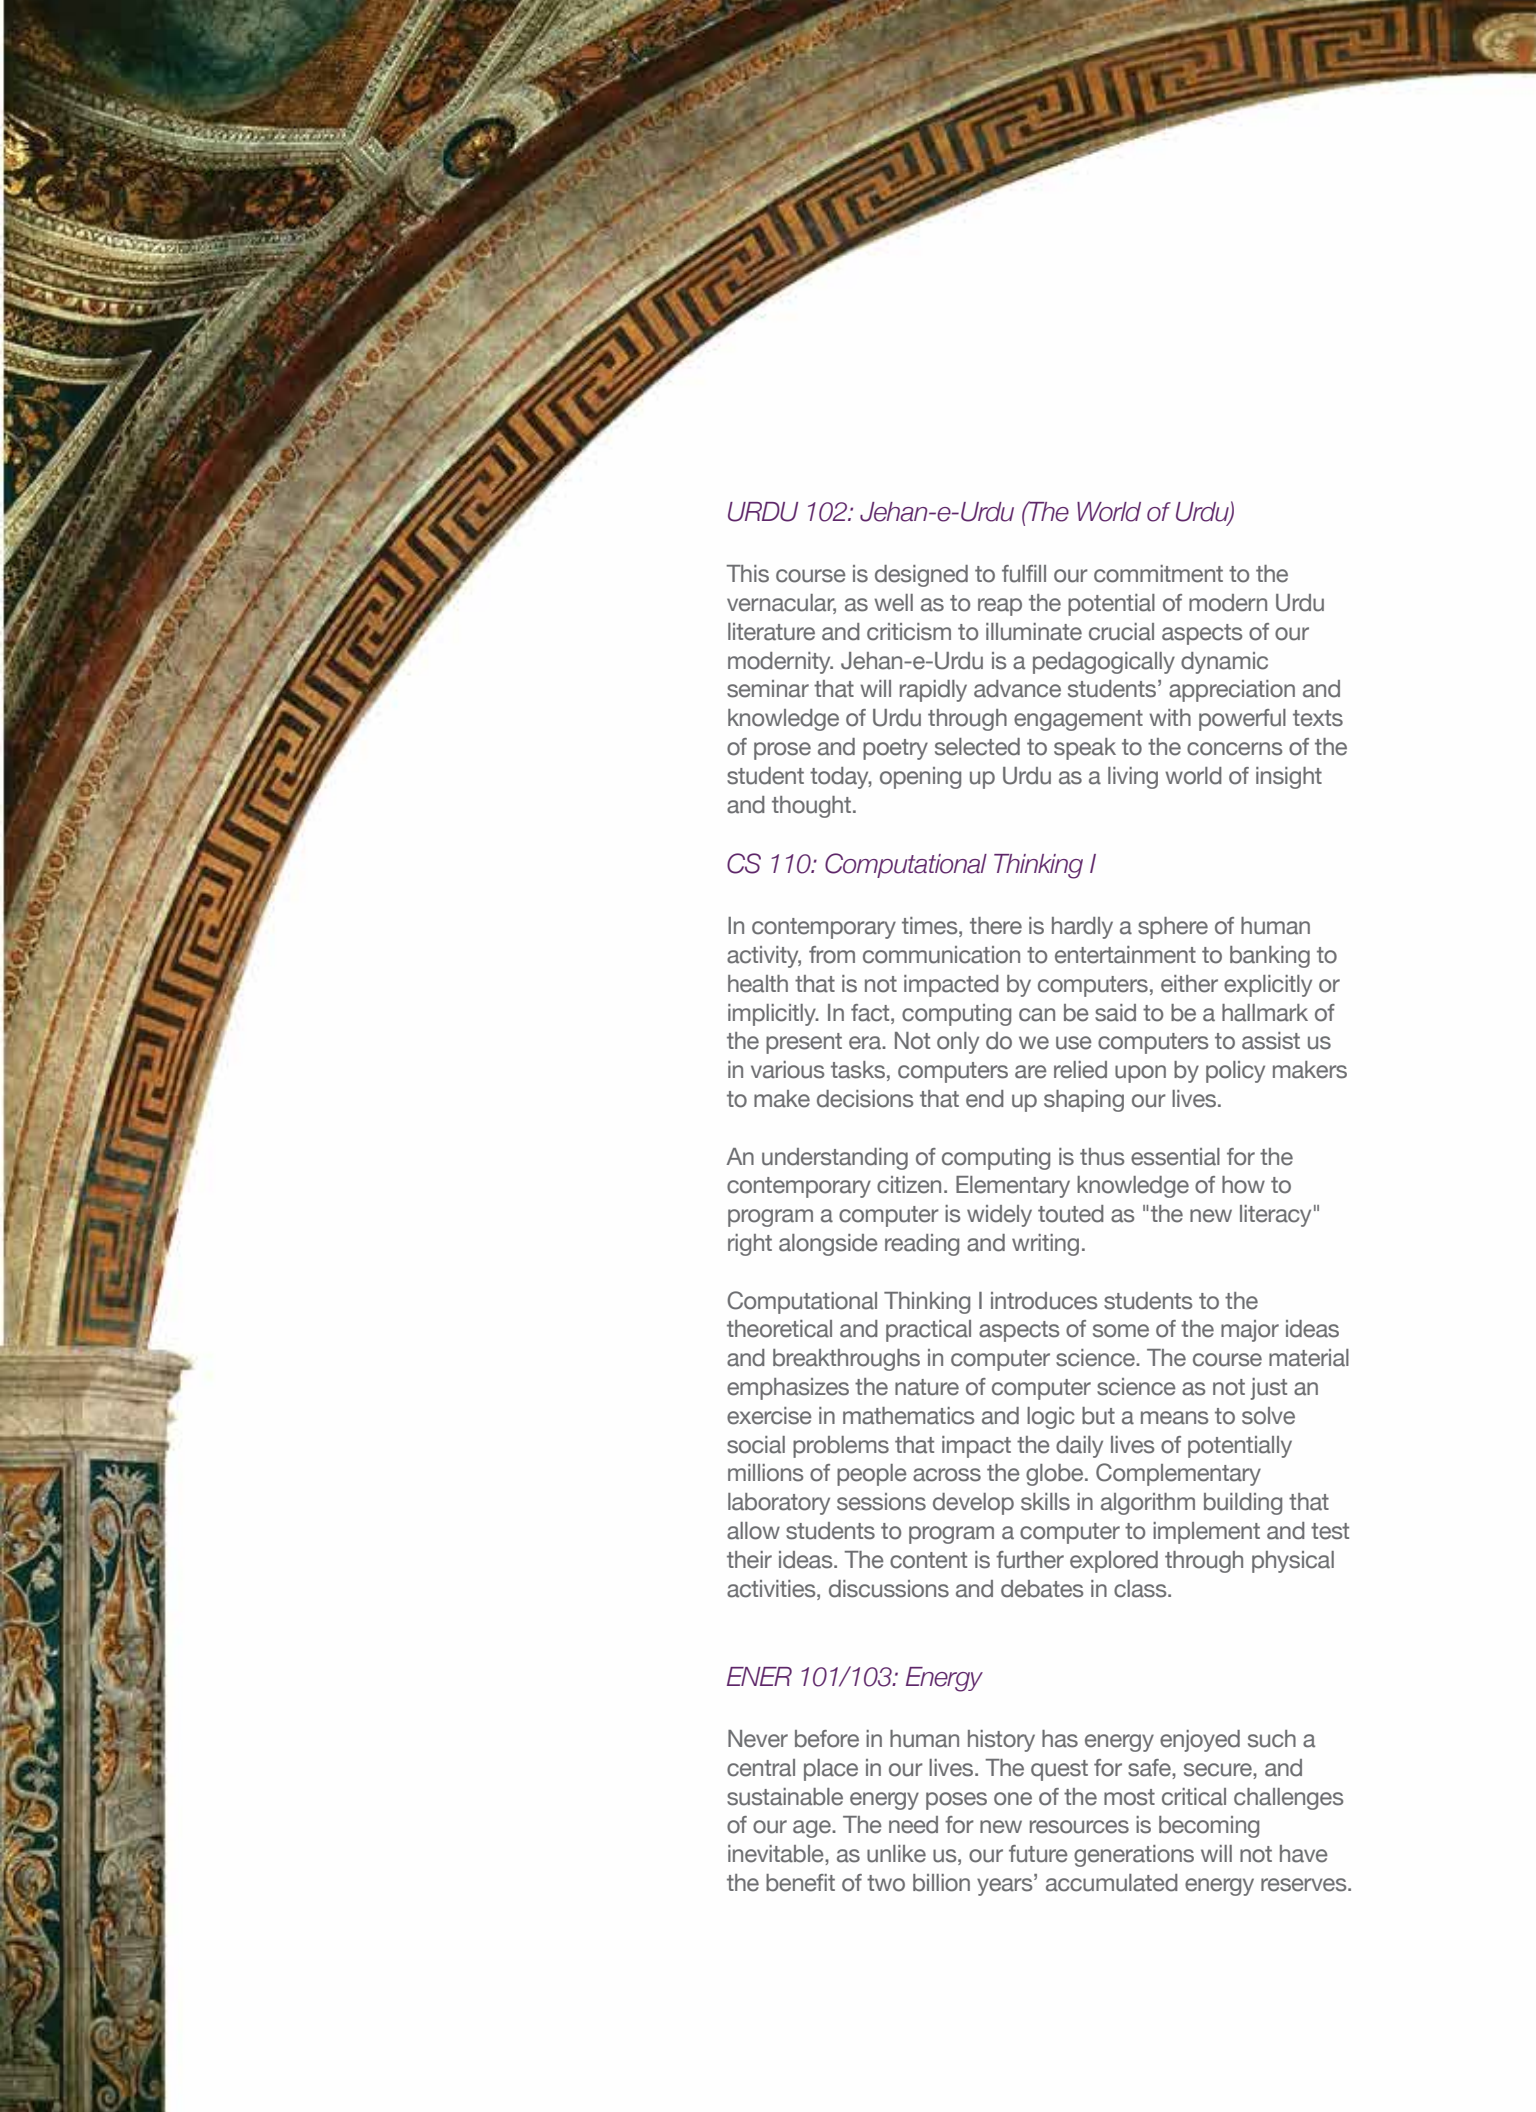 URDU 102: Jehan-e-Urdu (The World of Urdu)
This course is designed to fulfill our commitment to the
vernacular, as well as to reap the potential of modern Urdu
literature and criticism to illuminate crucial aspects of our
modernity. Jehan-e-Urdu is a pedagogically dynamic
seminar that will rapidly advance students’ appreciation and
knowledge of Urdu through engagement with powerful texts
of prose and poetry selected to speak to the concerns of the
student today, opening up Urdu as a living world of insight
and thought.
CS 110: Computational Thinking I
In contemporary times, there is hardly a sphere of human
activity, from communication to entertainment to banking to
health that is not impacted by computers, either explicitly or
implicitly. In fact, computing can be said to be a hallmark of
the present era. Not only do we use computers to assist us
in various tasks, computers are relied upon by policy makers
to make decisions that end up shaping our lives.
An understanding of computing is thus essential for the
contemporary citizen. Elementary knowledge of how to
program a computer is widely touted as "the new literacy"
right alongside reading and writing.
Computational Thinking I introduces students to the
theoretical and practical aspects of some of the major ideas
and breakthroughs in computer science. The course material
emphasizes the nature of computer science as not just an
exercise in mathematics and logic but a means to solve
social problems that impact the daily lives of potentially
millions of people across the globe. Complementary
laboratory sessions develop skills in algorithm building that
allow students to program a computer to implement and test
their ideas. The content is further explored through physical
activities, discussions and debates in class.
ENER 101/103: Energy
Never before in human history has energy enjoyed such a
central place in our lives. The quest for safe, secure, and
sustainable energy poses one of the most critical challenges
of our age. The need for new resources is becoming
inevitable, as unlike us, our future generations will not have
the benefit of two billion years’ accumulated energy reserves.